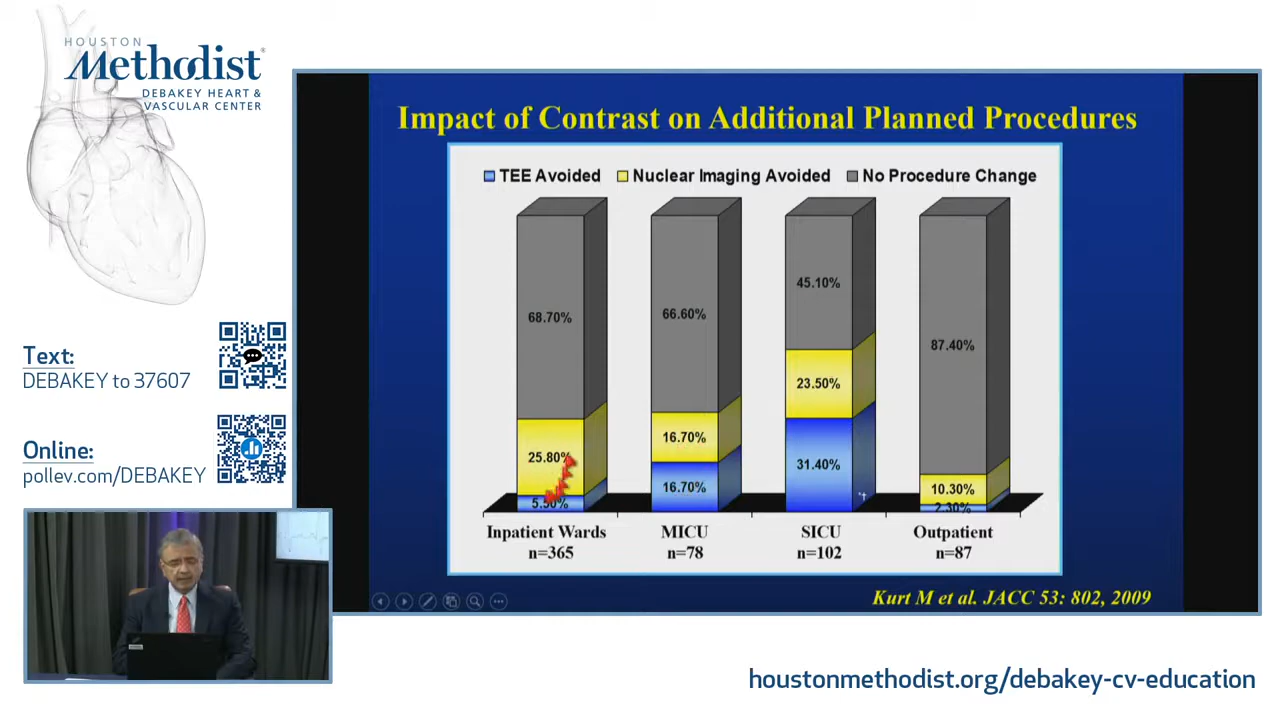 HOUSTON
Methodist®
DEBAKEY HEART &
VASCULAR CENTER
Text:
DEBAKEY to 37607
Online:
pollev.com/DEBAKEY
Impact of Contrast on Additional Planned Procedures
TEE Avoided Nuclear Imaging Avoided No Procedure Change
68.70% 66.60% 45.10% 87.40%
25.80% 16.70% 23.50% 10.30%
5.50% 16.70% 31.40% 2.30%
Inpatient Wards MICU SICU Outpatient
n=365 n=78 n=102 n=87
Kurt M et al. JACC 53: 802, 2009
houstonmethodist.org/debakey-cv-education